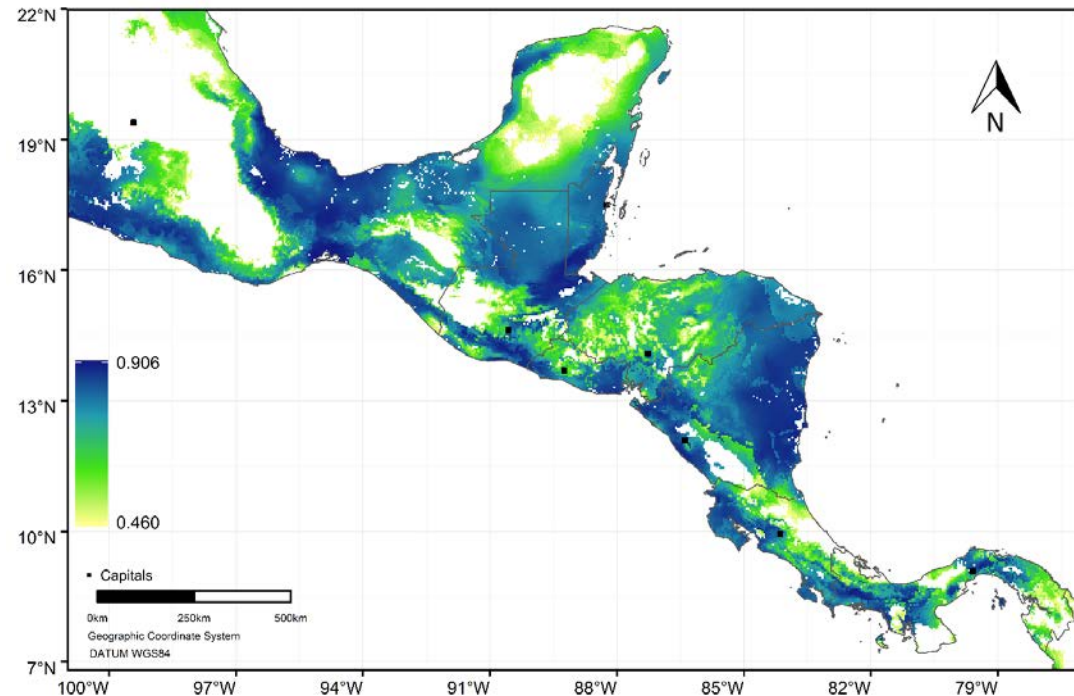 22°N
19°N
16°N
13°N
10°N
7°N
N
0.906
0.460
Capitals
0km 250km 500km
Geographic Coordinate System
DATUM WGS84
100°W 97°W 94°W 91°W 88°W 85°W 82°W 79°W